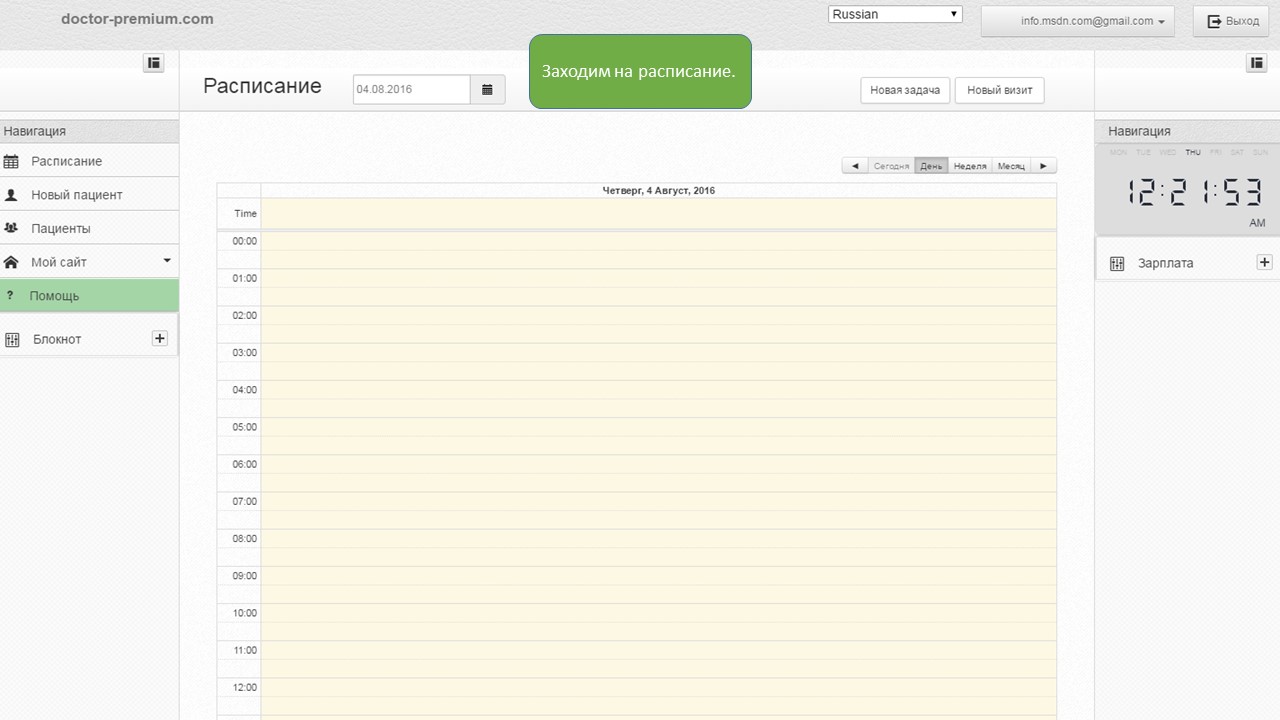 doctor-premium.com
Russian
info.msdn.com@gmail.com
Выход
Заходим на расписание.
Расписание
04.08.2016
Новая задача
Новый визит
Навигация
Расписание
Новый пациент
Пациенты
Мой сайт
? Помощь
Блокнот
Сегодня День Неделя Месяц
Четверг, 4 Август, 2016
Time
00:00
01:00
02:00
03:00
04:00
05:00
06:00
07:00
08:00
09:00
10:00
11:00
12:00
Навигация
MON TUE WED THU FRI SAT SUN
12:21:53
AM
Зарплата